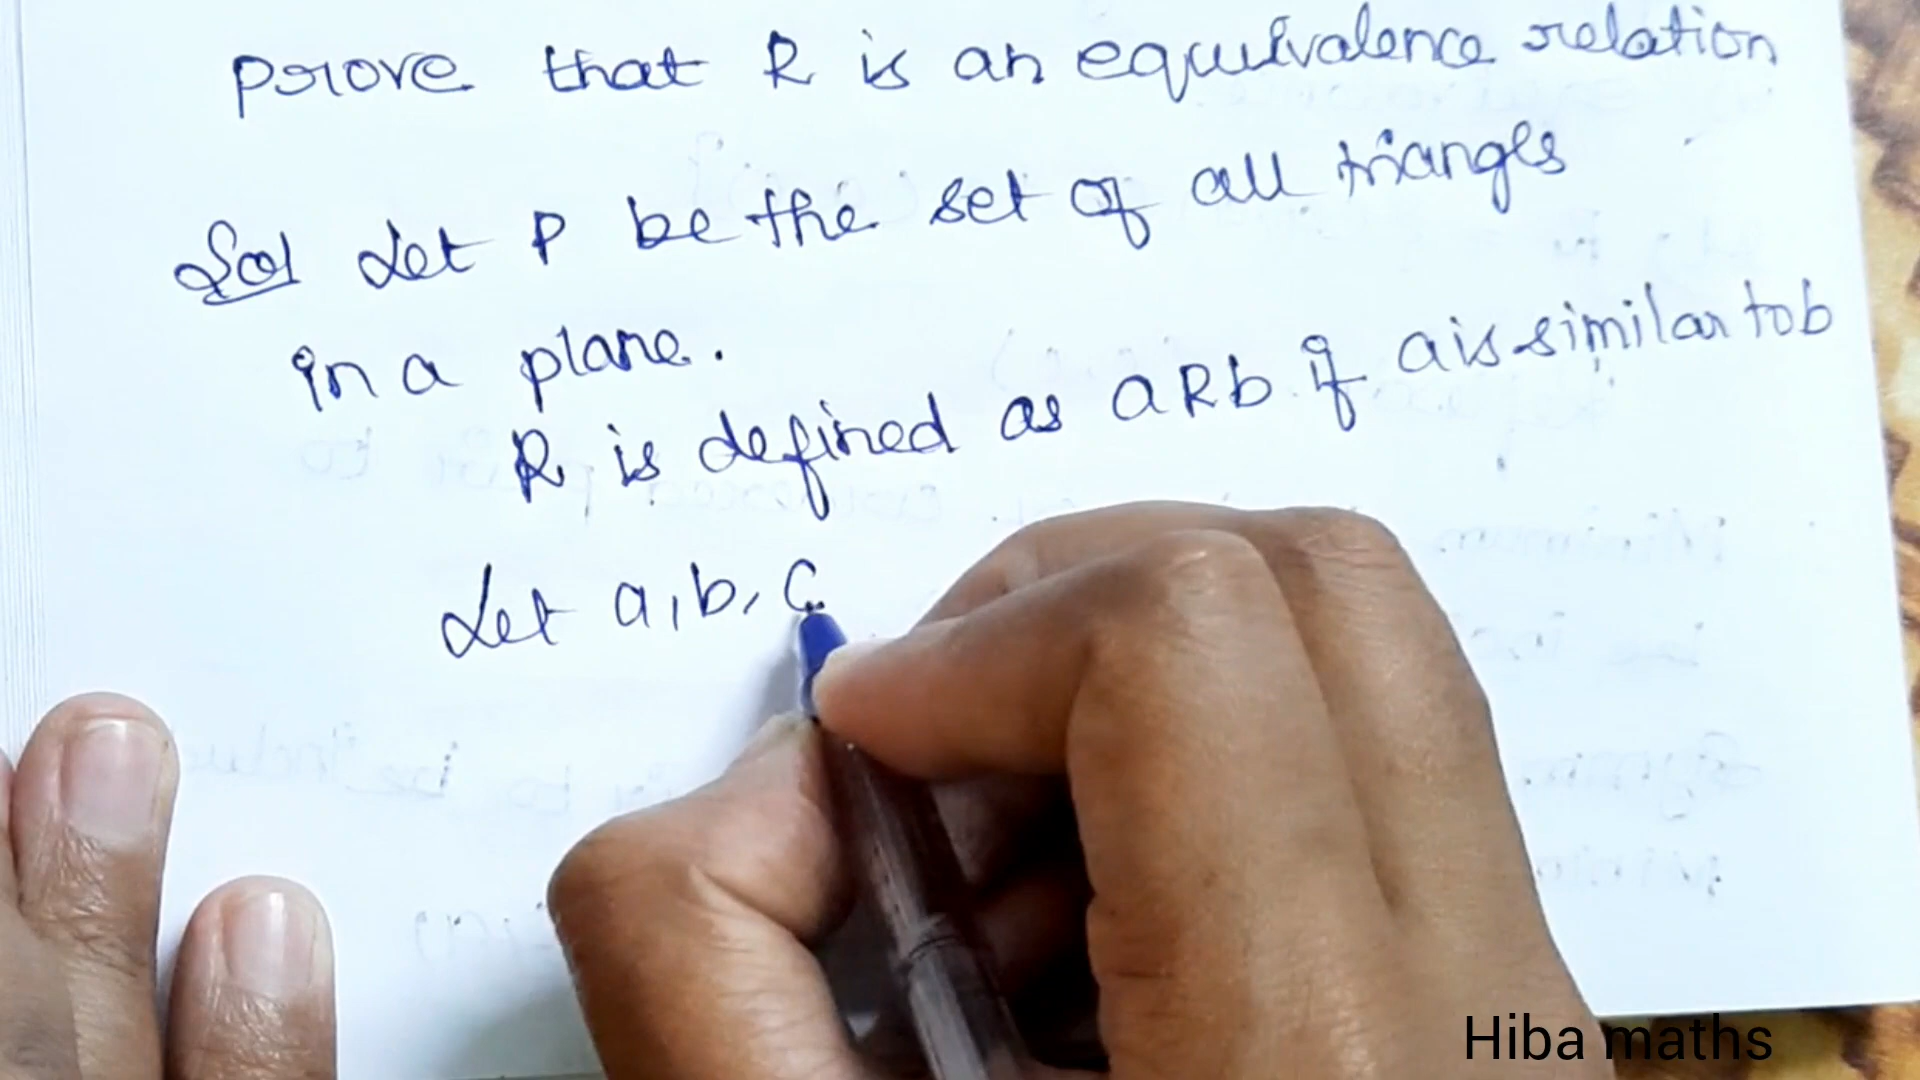 prove that R is an equivalence relation
Sol Let P be the set of all triangls
in a plane.
R is defined as aRb if a is similar to b
Let a, b, c
Hiba maths